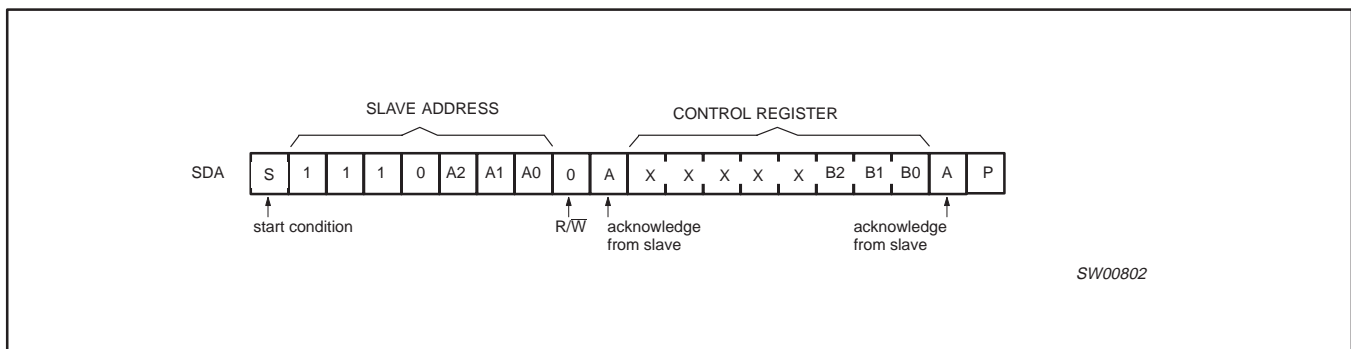 SLAVE ADDRESS CONTROL REGISTER
SDA S 1 1 1 0 A2 A1 A0 0 A X X X X X B2 B1 B0 A P
start condition R/W̅ acknowledge from slave acknowledge from slave
SW00802